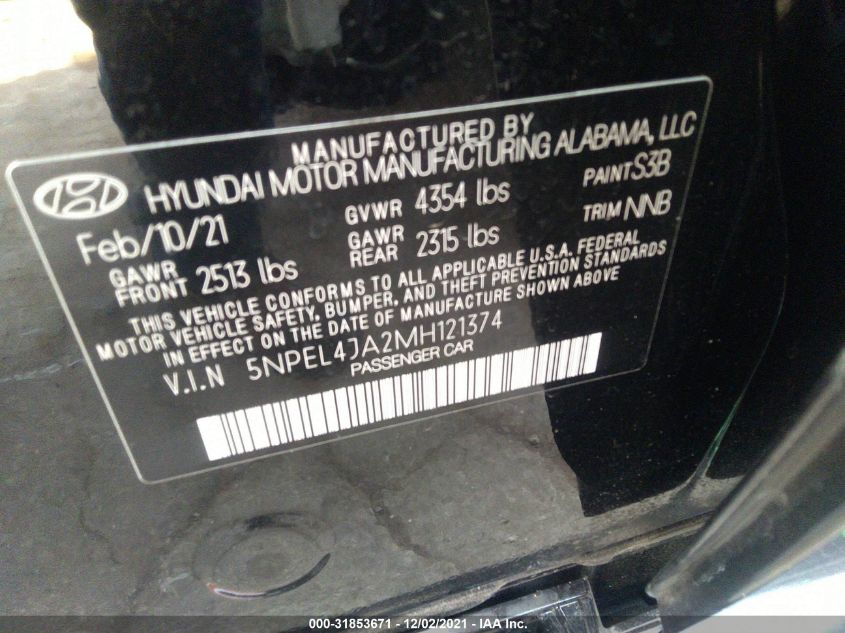 MANUFACTURED BY
HYUNDAI MOTOR MANUFACTURING ALABAMA, LLC
Feb/10/21 GVWR 4354 lbs PAINT S3B
GAWR FRONT 2513 lbs GAWR REAR 2315 lbs TRIM NNB
THIS VEHICLE CONFORMS TO ALL APPLICABLE U.S.A. FEDERAL
MOTOR VEHICLE SAFETY, BUMPER, AND THEFT PREVENTION STANDARDS
IN EFFECT ON THE DATE OF MANUFACTURE SHOWN ABOVE
V.I.N 5NPEL4JA2MH121374
PASSENGER CAR
000-31853671 - 12/02/2021 - IAA Inc.